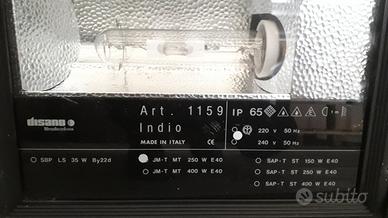 disano
illuminazione
Art. 1159
Indio
MADE IN ITALY CE
IP 65
220 V 50 Hz
240 V 50 Hz
SBP LS 35 W By22d
JM-T MT 250 W E40
JM-T MT 400 W E40
SAP-T ST 150 W E40
SAP-T ST 250 W E40
SAP-T ST 400 W E40
subito